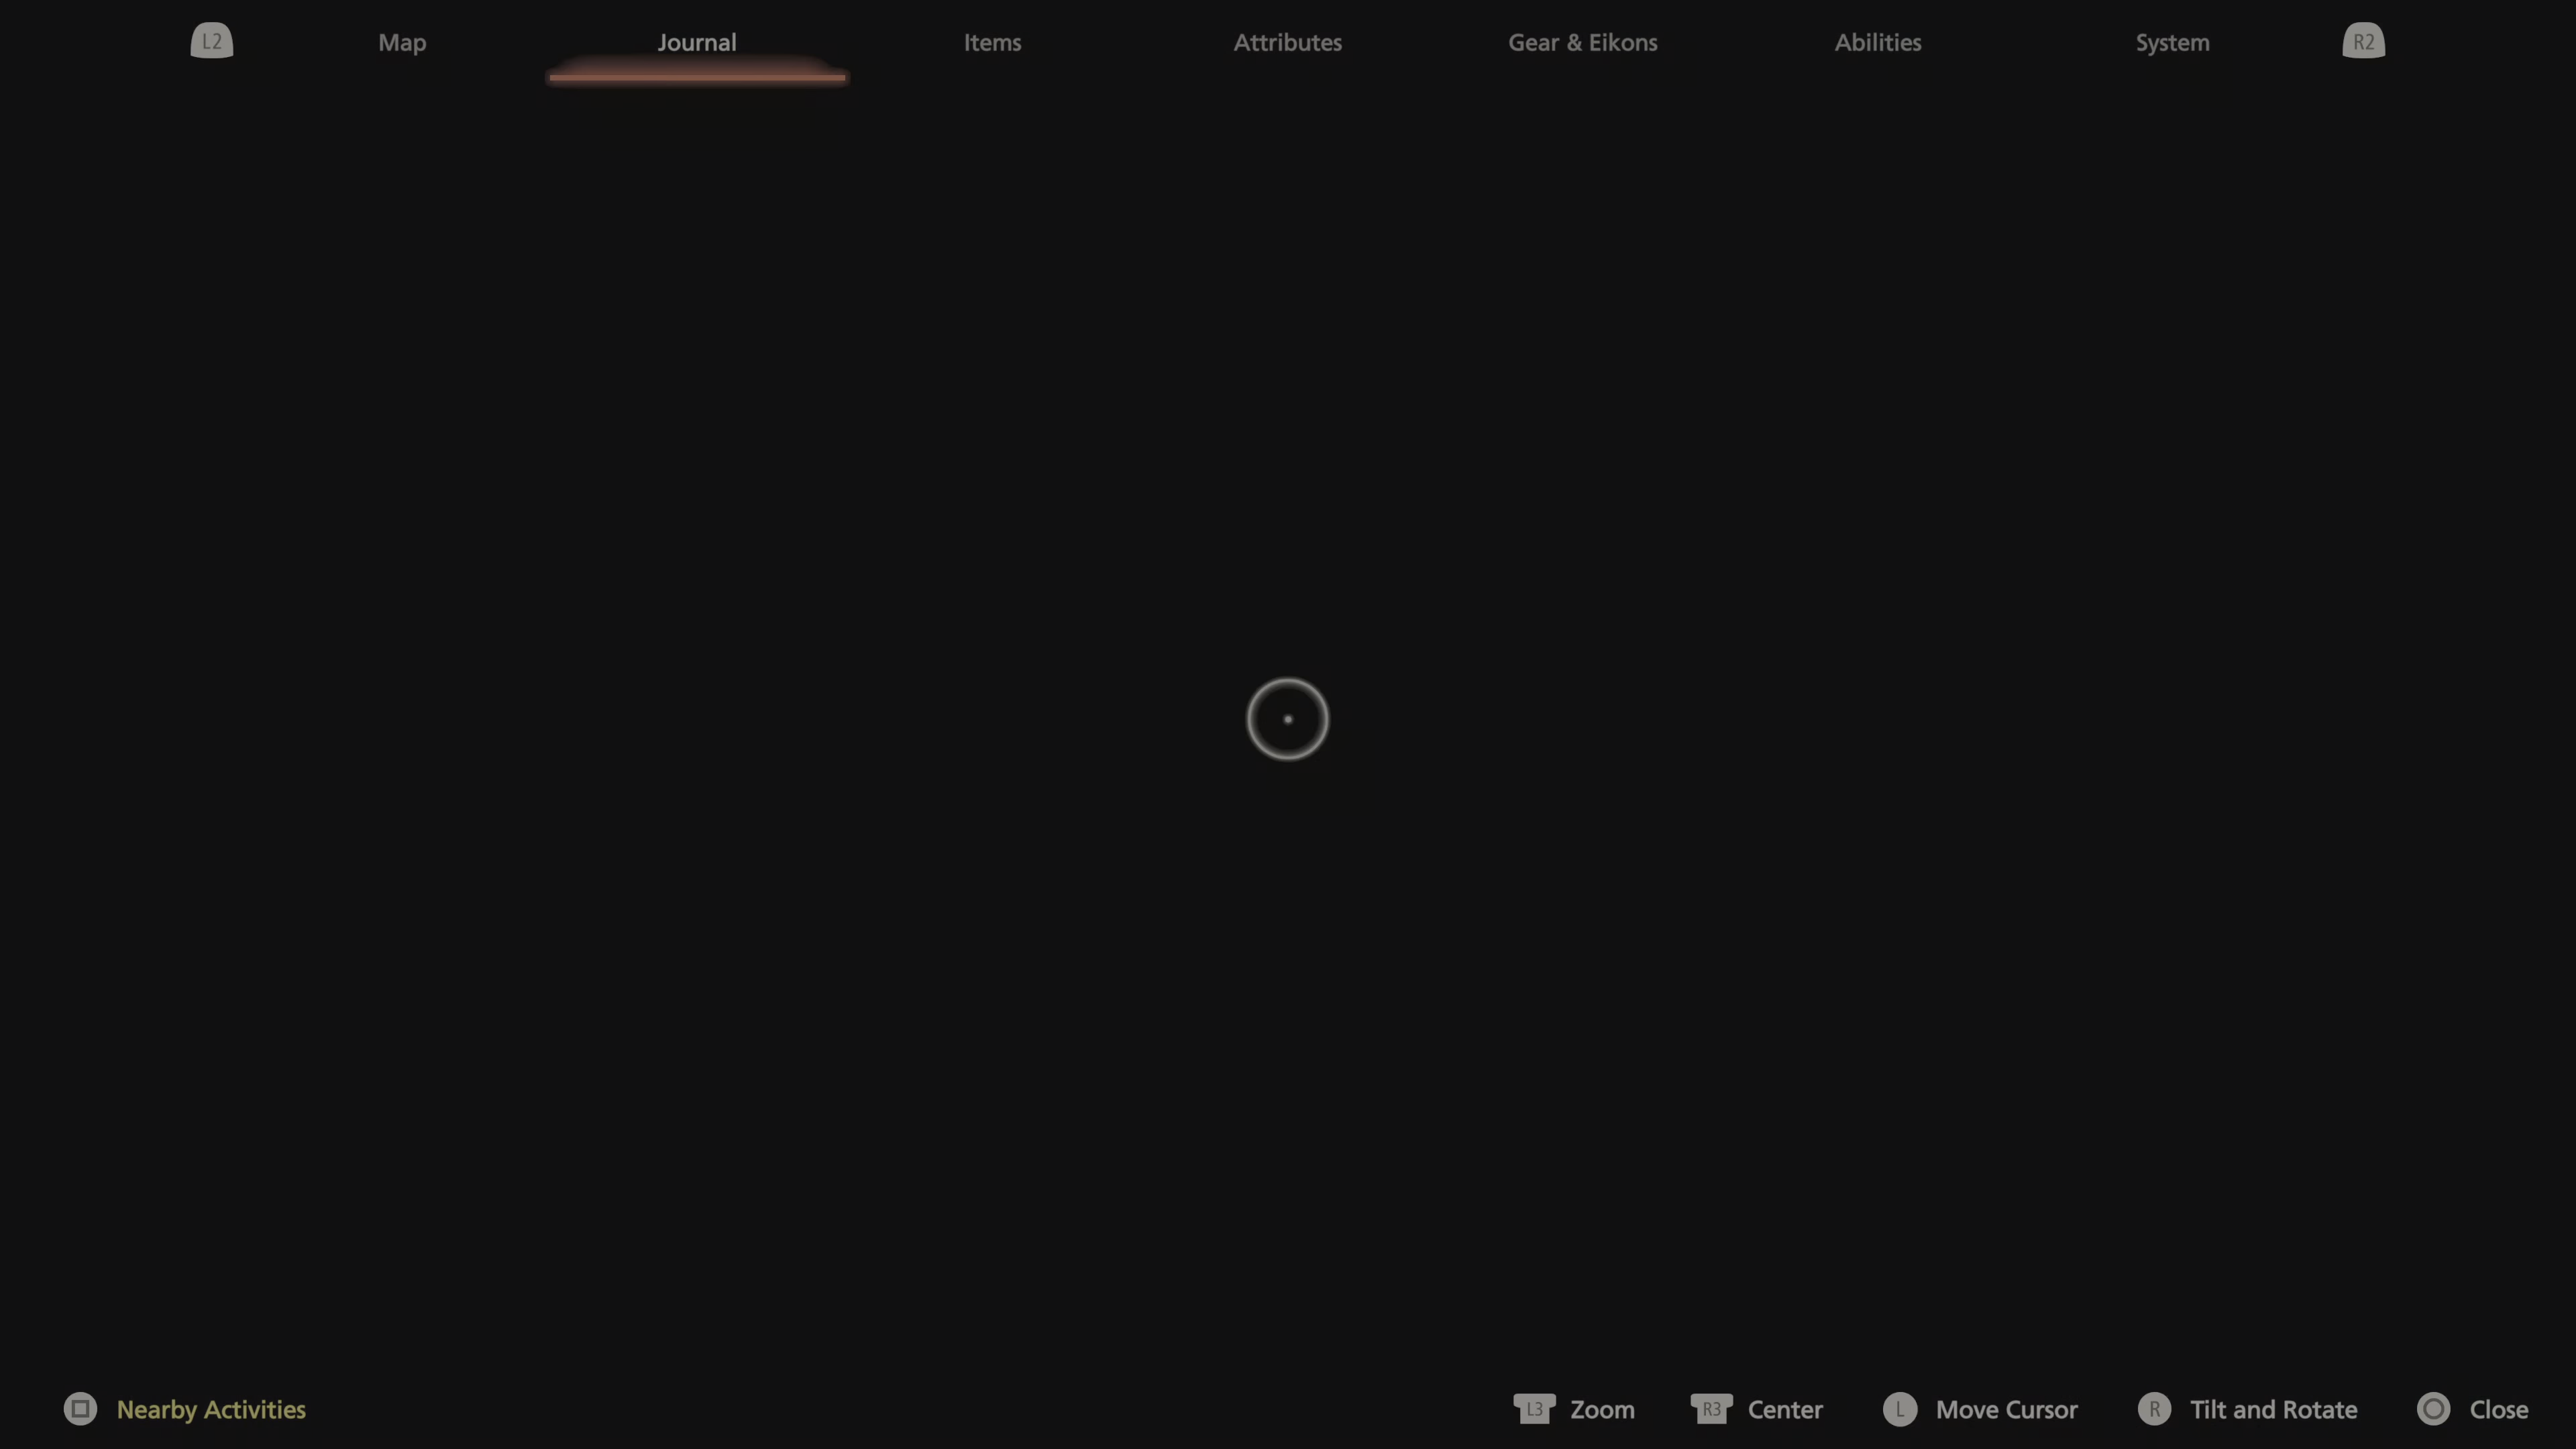 L2 Map Journal Items Attributes Gear & Eikons Abilities System R2
Nearby Activities L3 Zoom R3 Center L Move Cursor R Tilt and Rotate Close